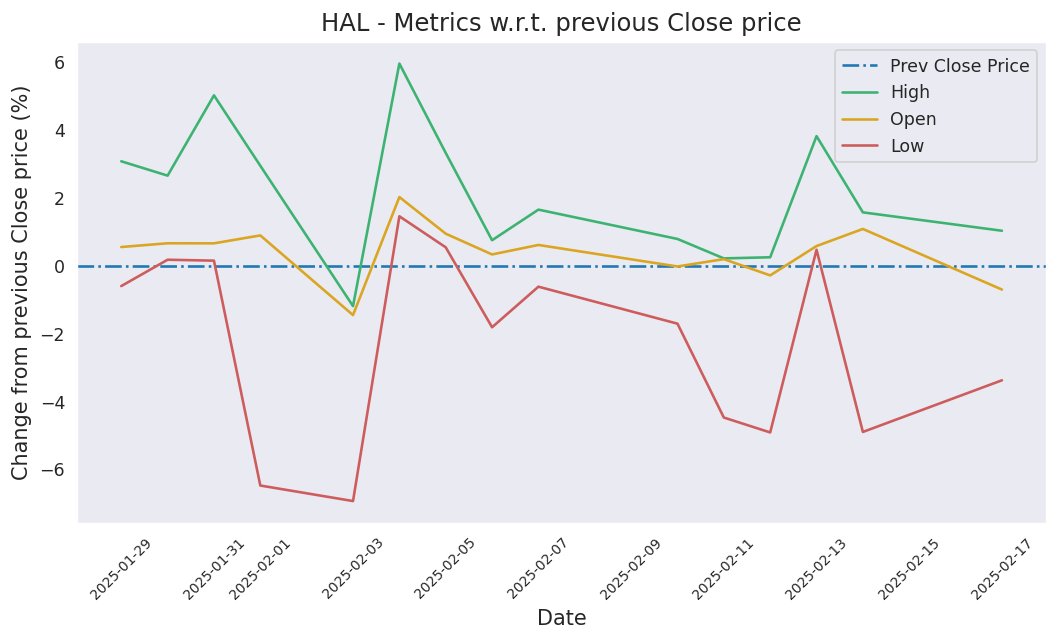 HAL - Metrics w.r.t. previous Close price
Change from previous Close price (%)
6
4
2
0
−2
−4
−6
Prev Close Price
High
Open
Low
2025-01-29
2025-01-31
2025-02-01
2025-02-03
2025-02-05
2025-02-07
2025-02-09
2025-02-11
2025-02-13
2025-02-15
2025-02-17
Date